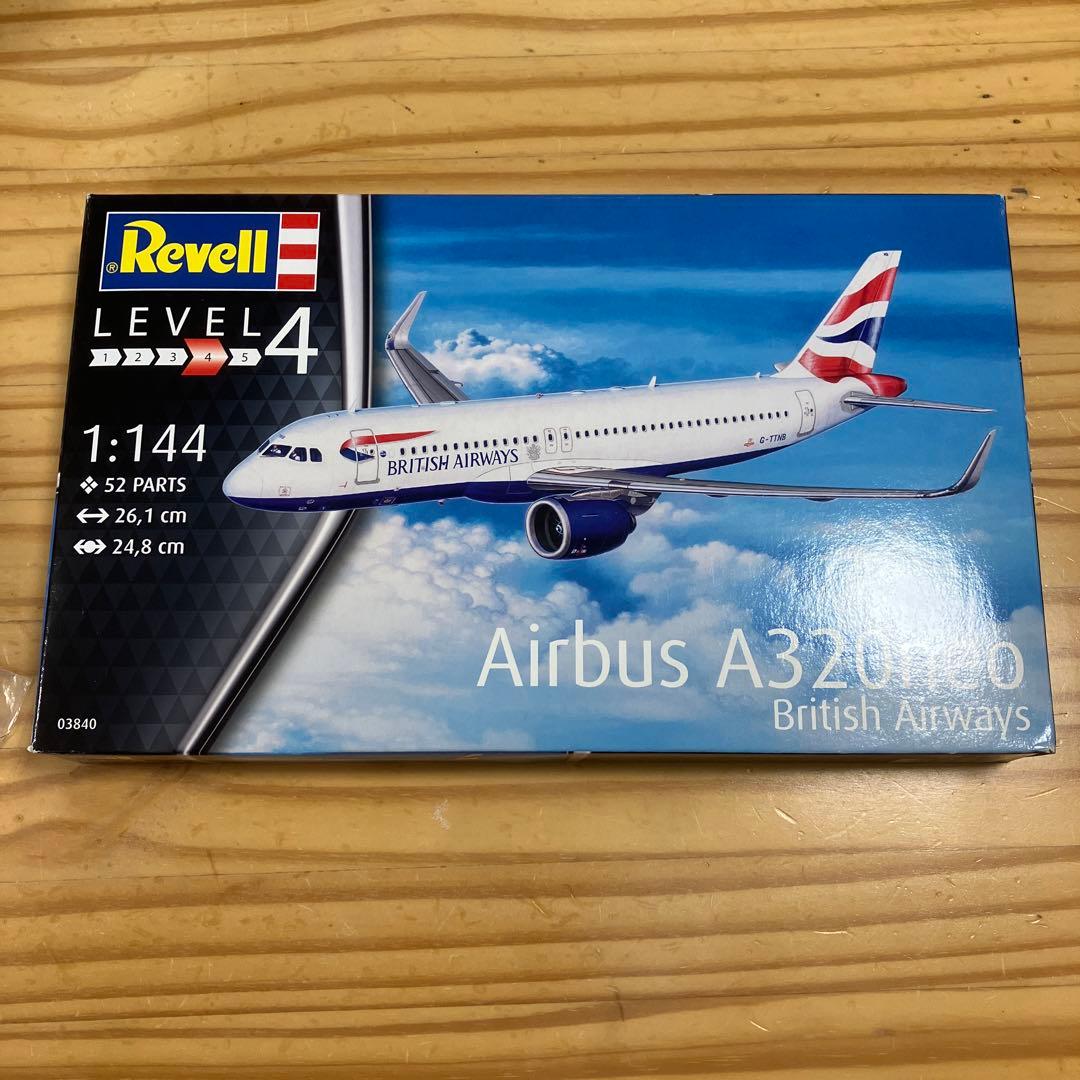 ® Revell
LEVEL 4
1 2 3 4 5
1:144
52 PARTS
26,1 cm
24,8 cm
03840
BRITISH AIRWAYS
G-TTNB
Airbus A320neo
British Airways